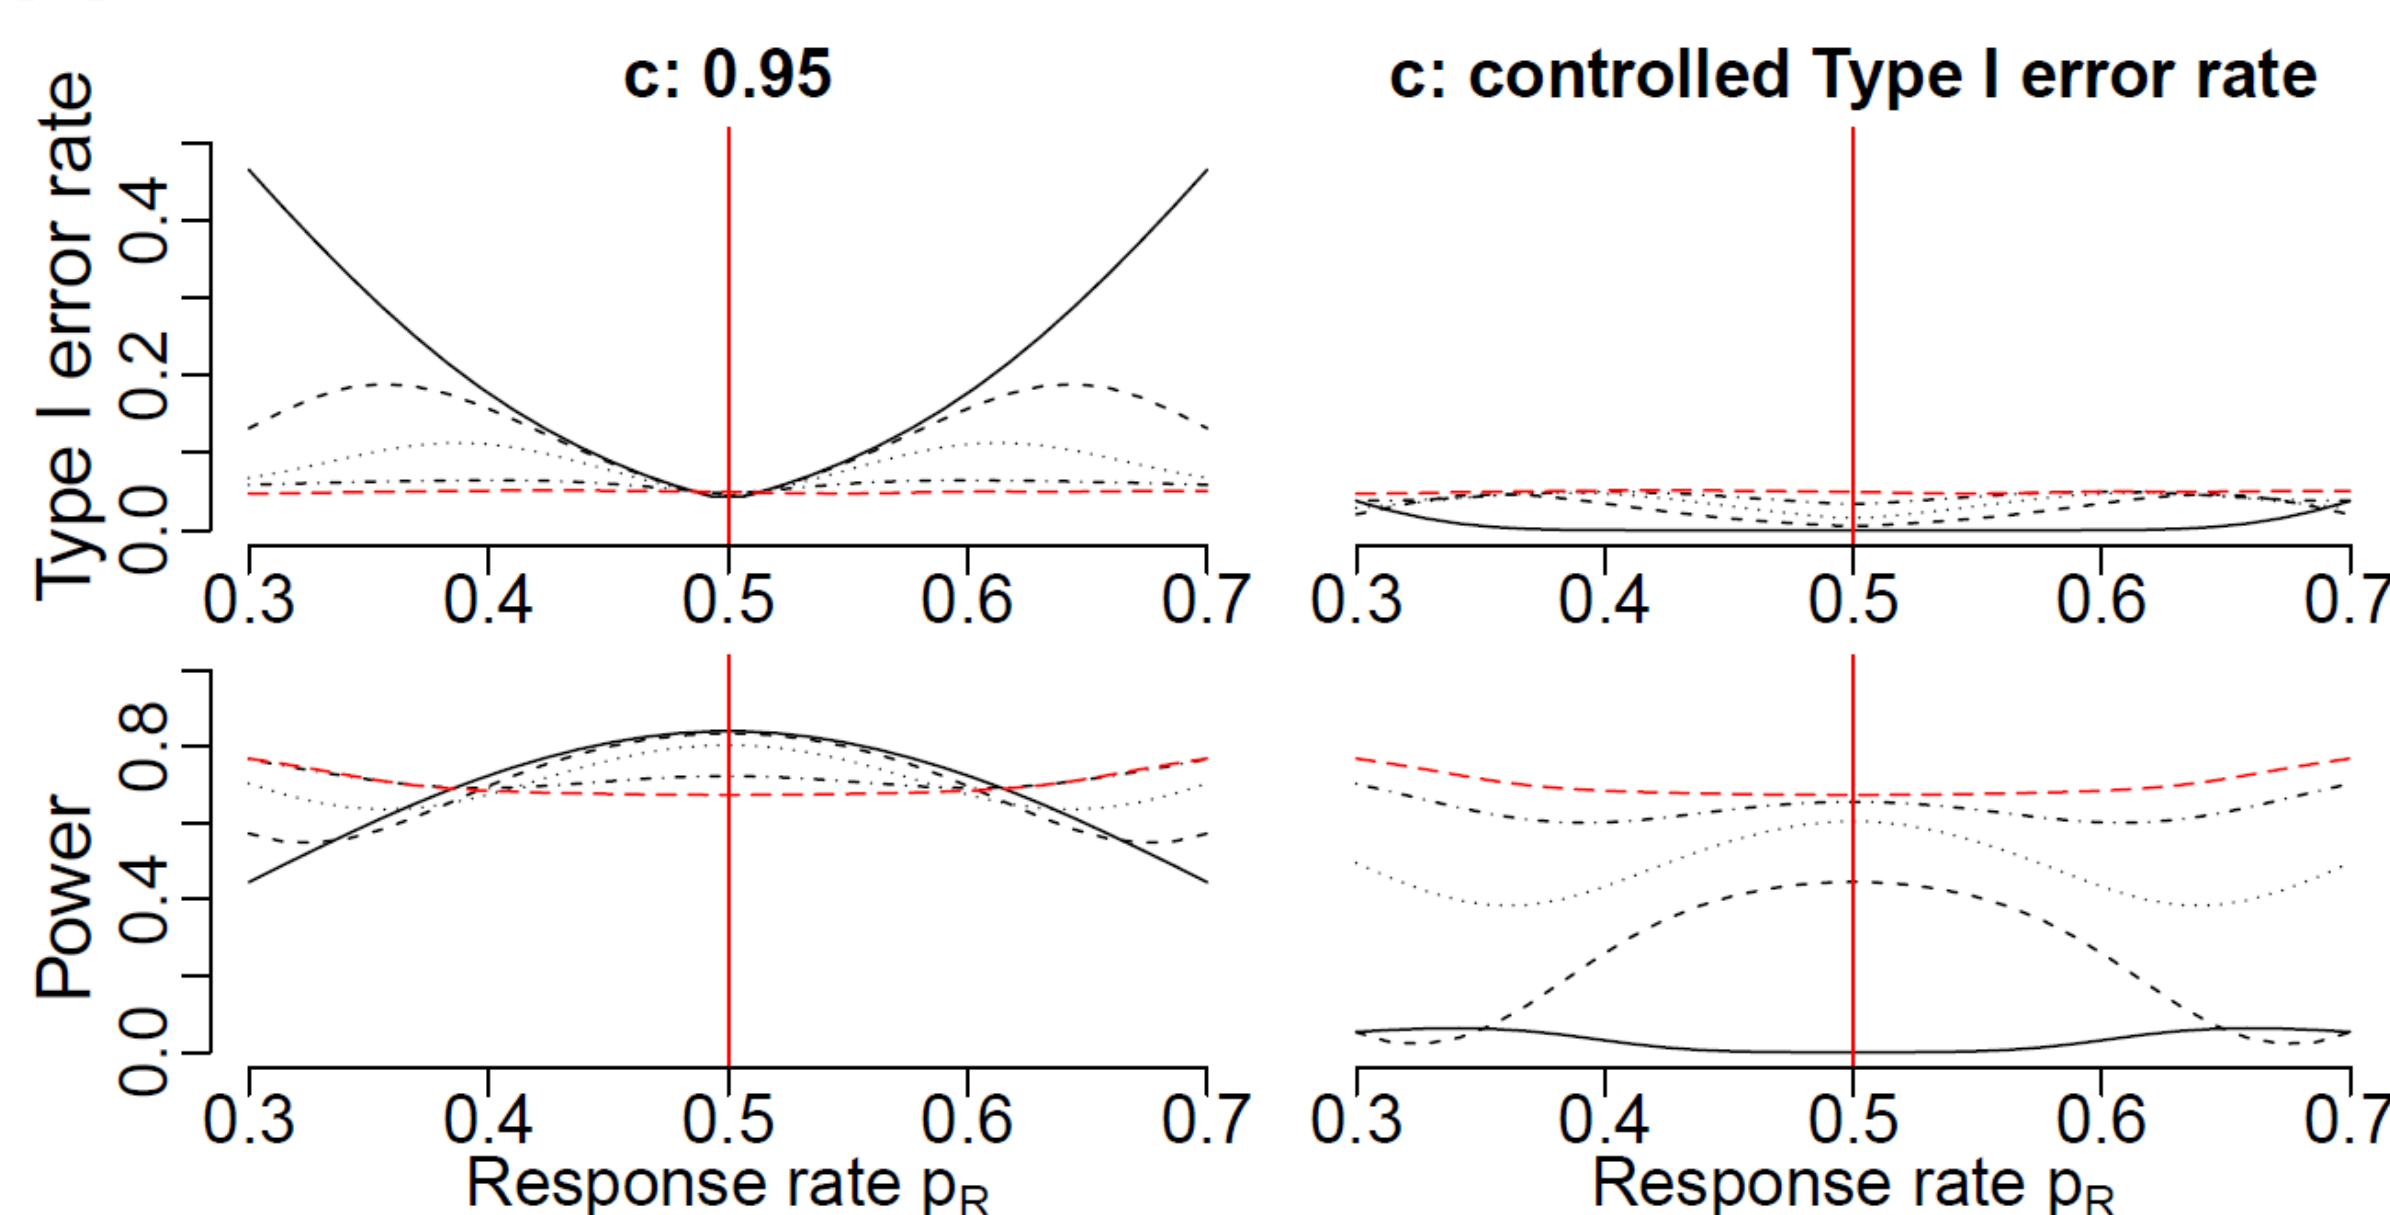 c: 0.95
c: controlled Type I error rate
Type I error rate
0.0 0.2 0.4
0.3 0.4 0.5 0.6 0.7
0.3 0.4 0.5 0.6 0.7
Power
0.0 0.4 0.8
0.3 0.4 0.5 0.6 0.7
0.3 0.4 0.5 0.6 0.7
Response rate pR
Response rate pR